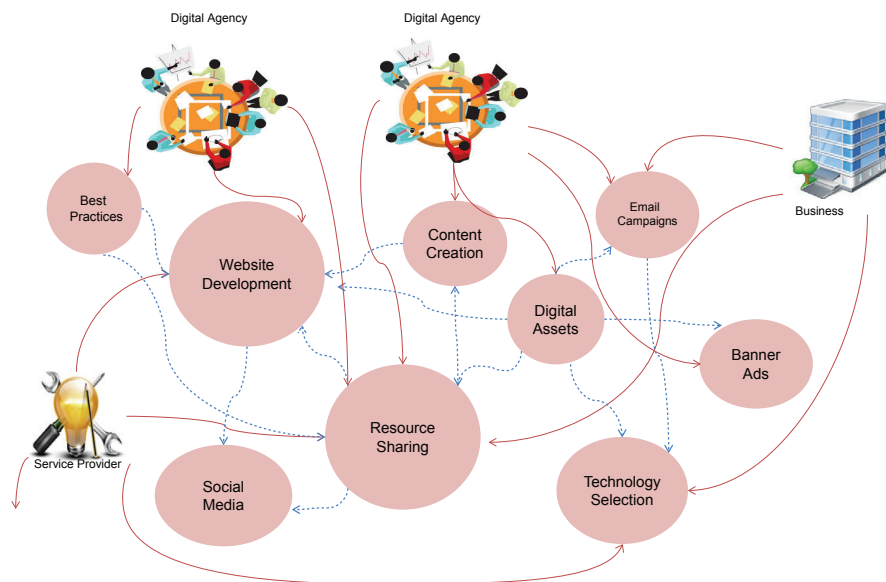 Digital Agency
Digital Agency
Best
Practices
Website
Development
Content
Creation
Email
Campaigns
Business
Digital
Assets
Banner
Ads
Resource
Sharing
Service Provider
Social
Media
Technology
Selection